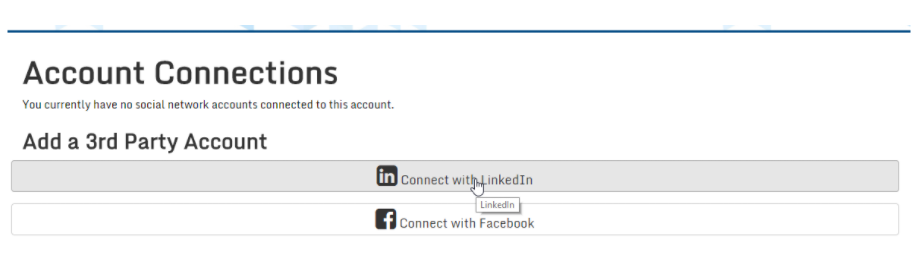 Account Connections
You currently have no social network accounts connected to this account.
Add a 3rd Party Account
in Connect with LinkedIn
LinkedIn
f Connect with Facebook